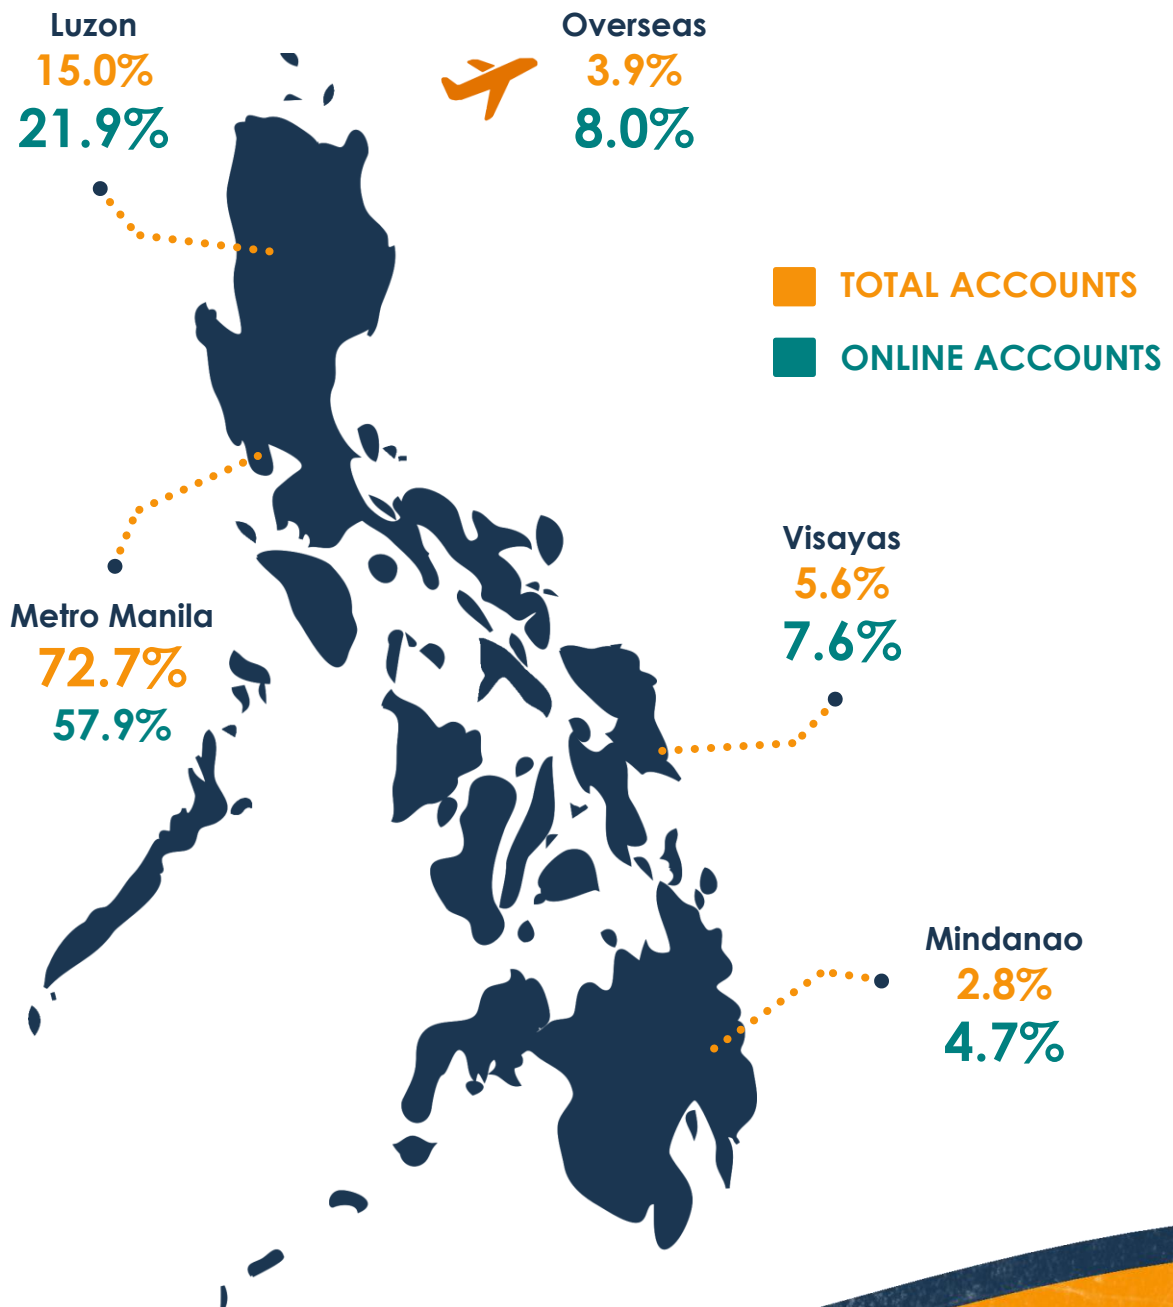 Luzon
15.0%
21.9%
Overseas
3.9%
8.0%
TOTAL ACCOUNTS
ONLINE ACCOUNTS
Metro Manila
72.7%
57.9%
Visayas
5.6%
7.6%
Mindanao
2.8%
4.7%